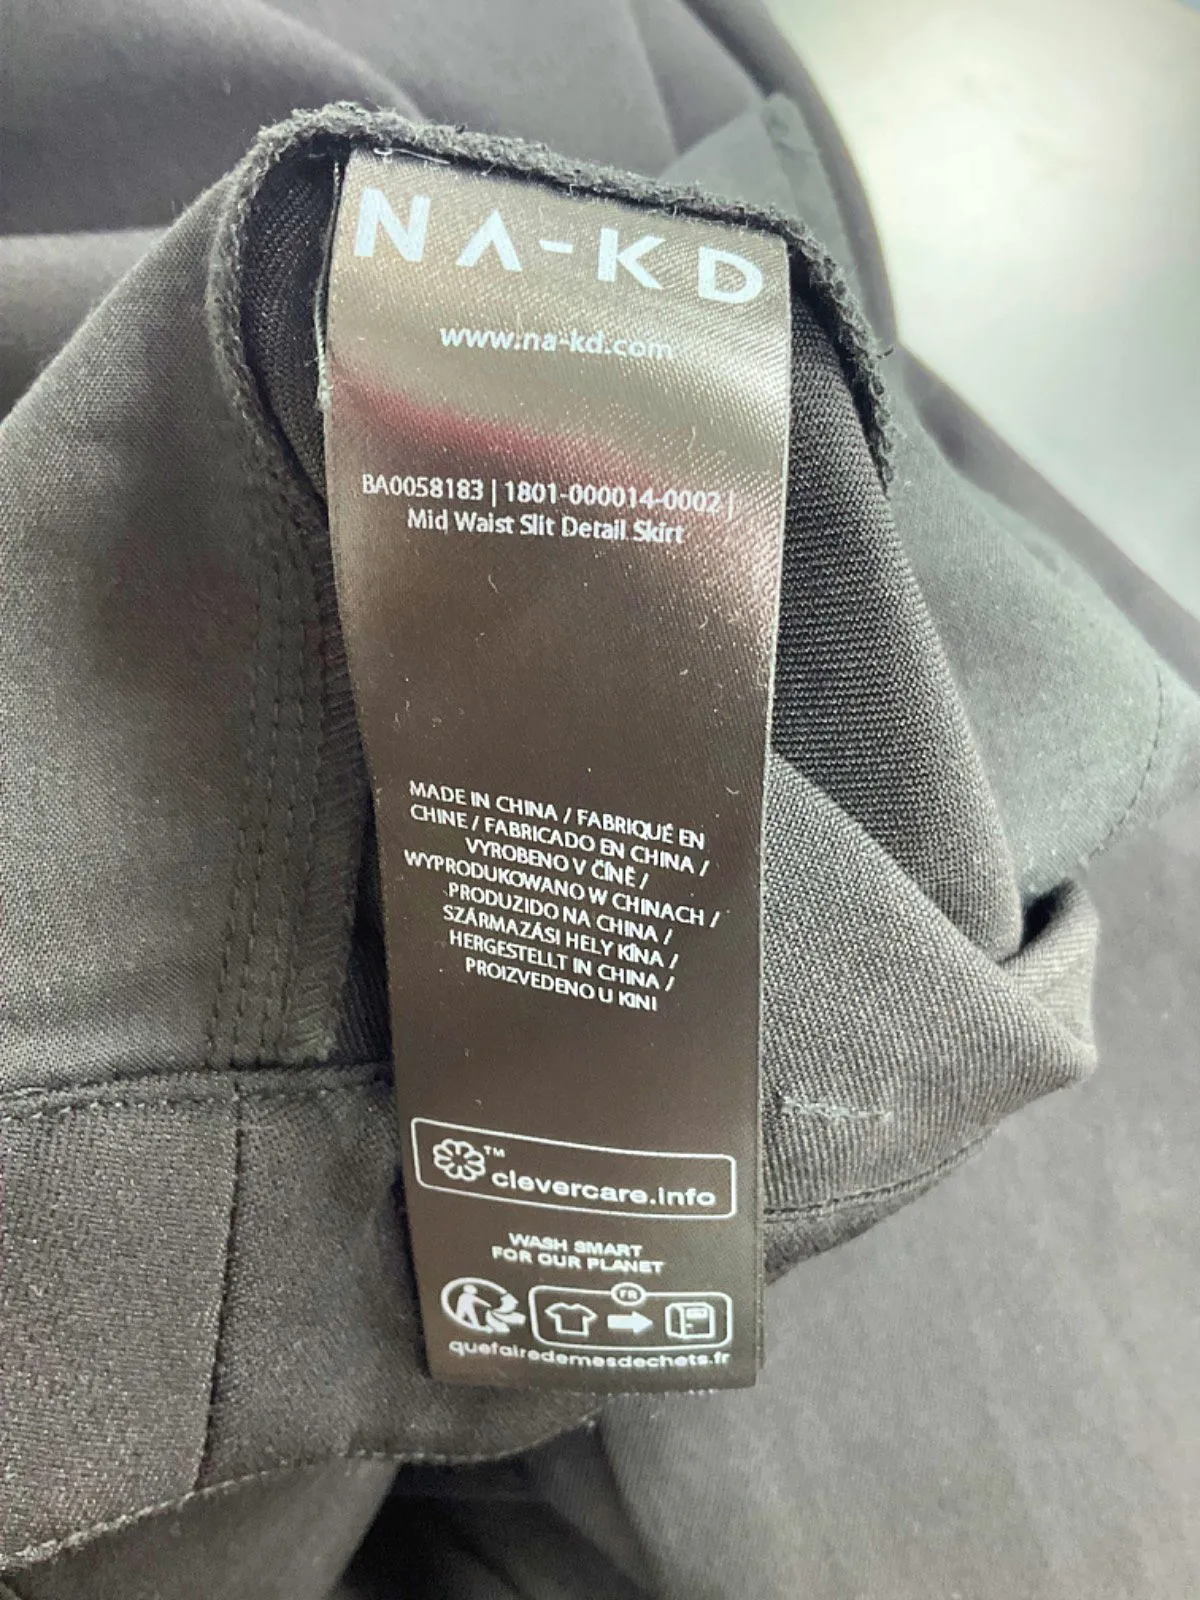 NA-KD
www.na-kd.com
BA0058183 | 1801-000014-0002 |
Mid Waist Slit Detail Skirt
MADE IN CHINA / FABRIQUÉ EN
CHINE / FABRICADO EN CHINA /
VYROBENO V ČÍNĚ /
WYPRODUKOWANO W CHINACH /
PRODUZIDO NA CHINA /
SZÁRMAZÁSI HELY KÍNA /
HERGESTELLT IN CHINA /
PROIZVEDENO U KINI
™
clevercare.info
WASH SMART
FOR OUR PLANET
FR
quefairedemesdechets.fr